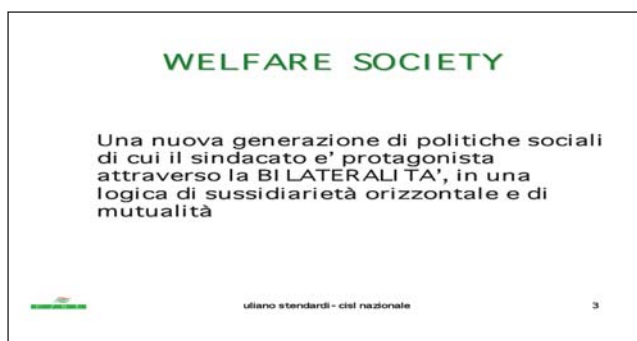 WELFARE SOCIETY
Una nuova generazione di politiche sociali
di cui il sindacato e' protagonista
attraverso la BILATERALITA', in una
logica di sussidiarietà orizzontale e di
mutualità
uliano stendardi - cisl nazionale
3